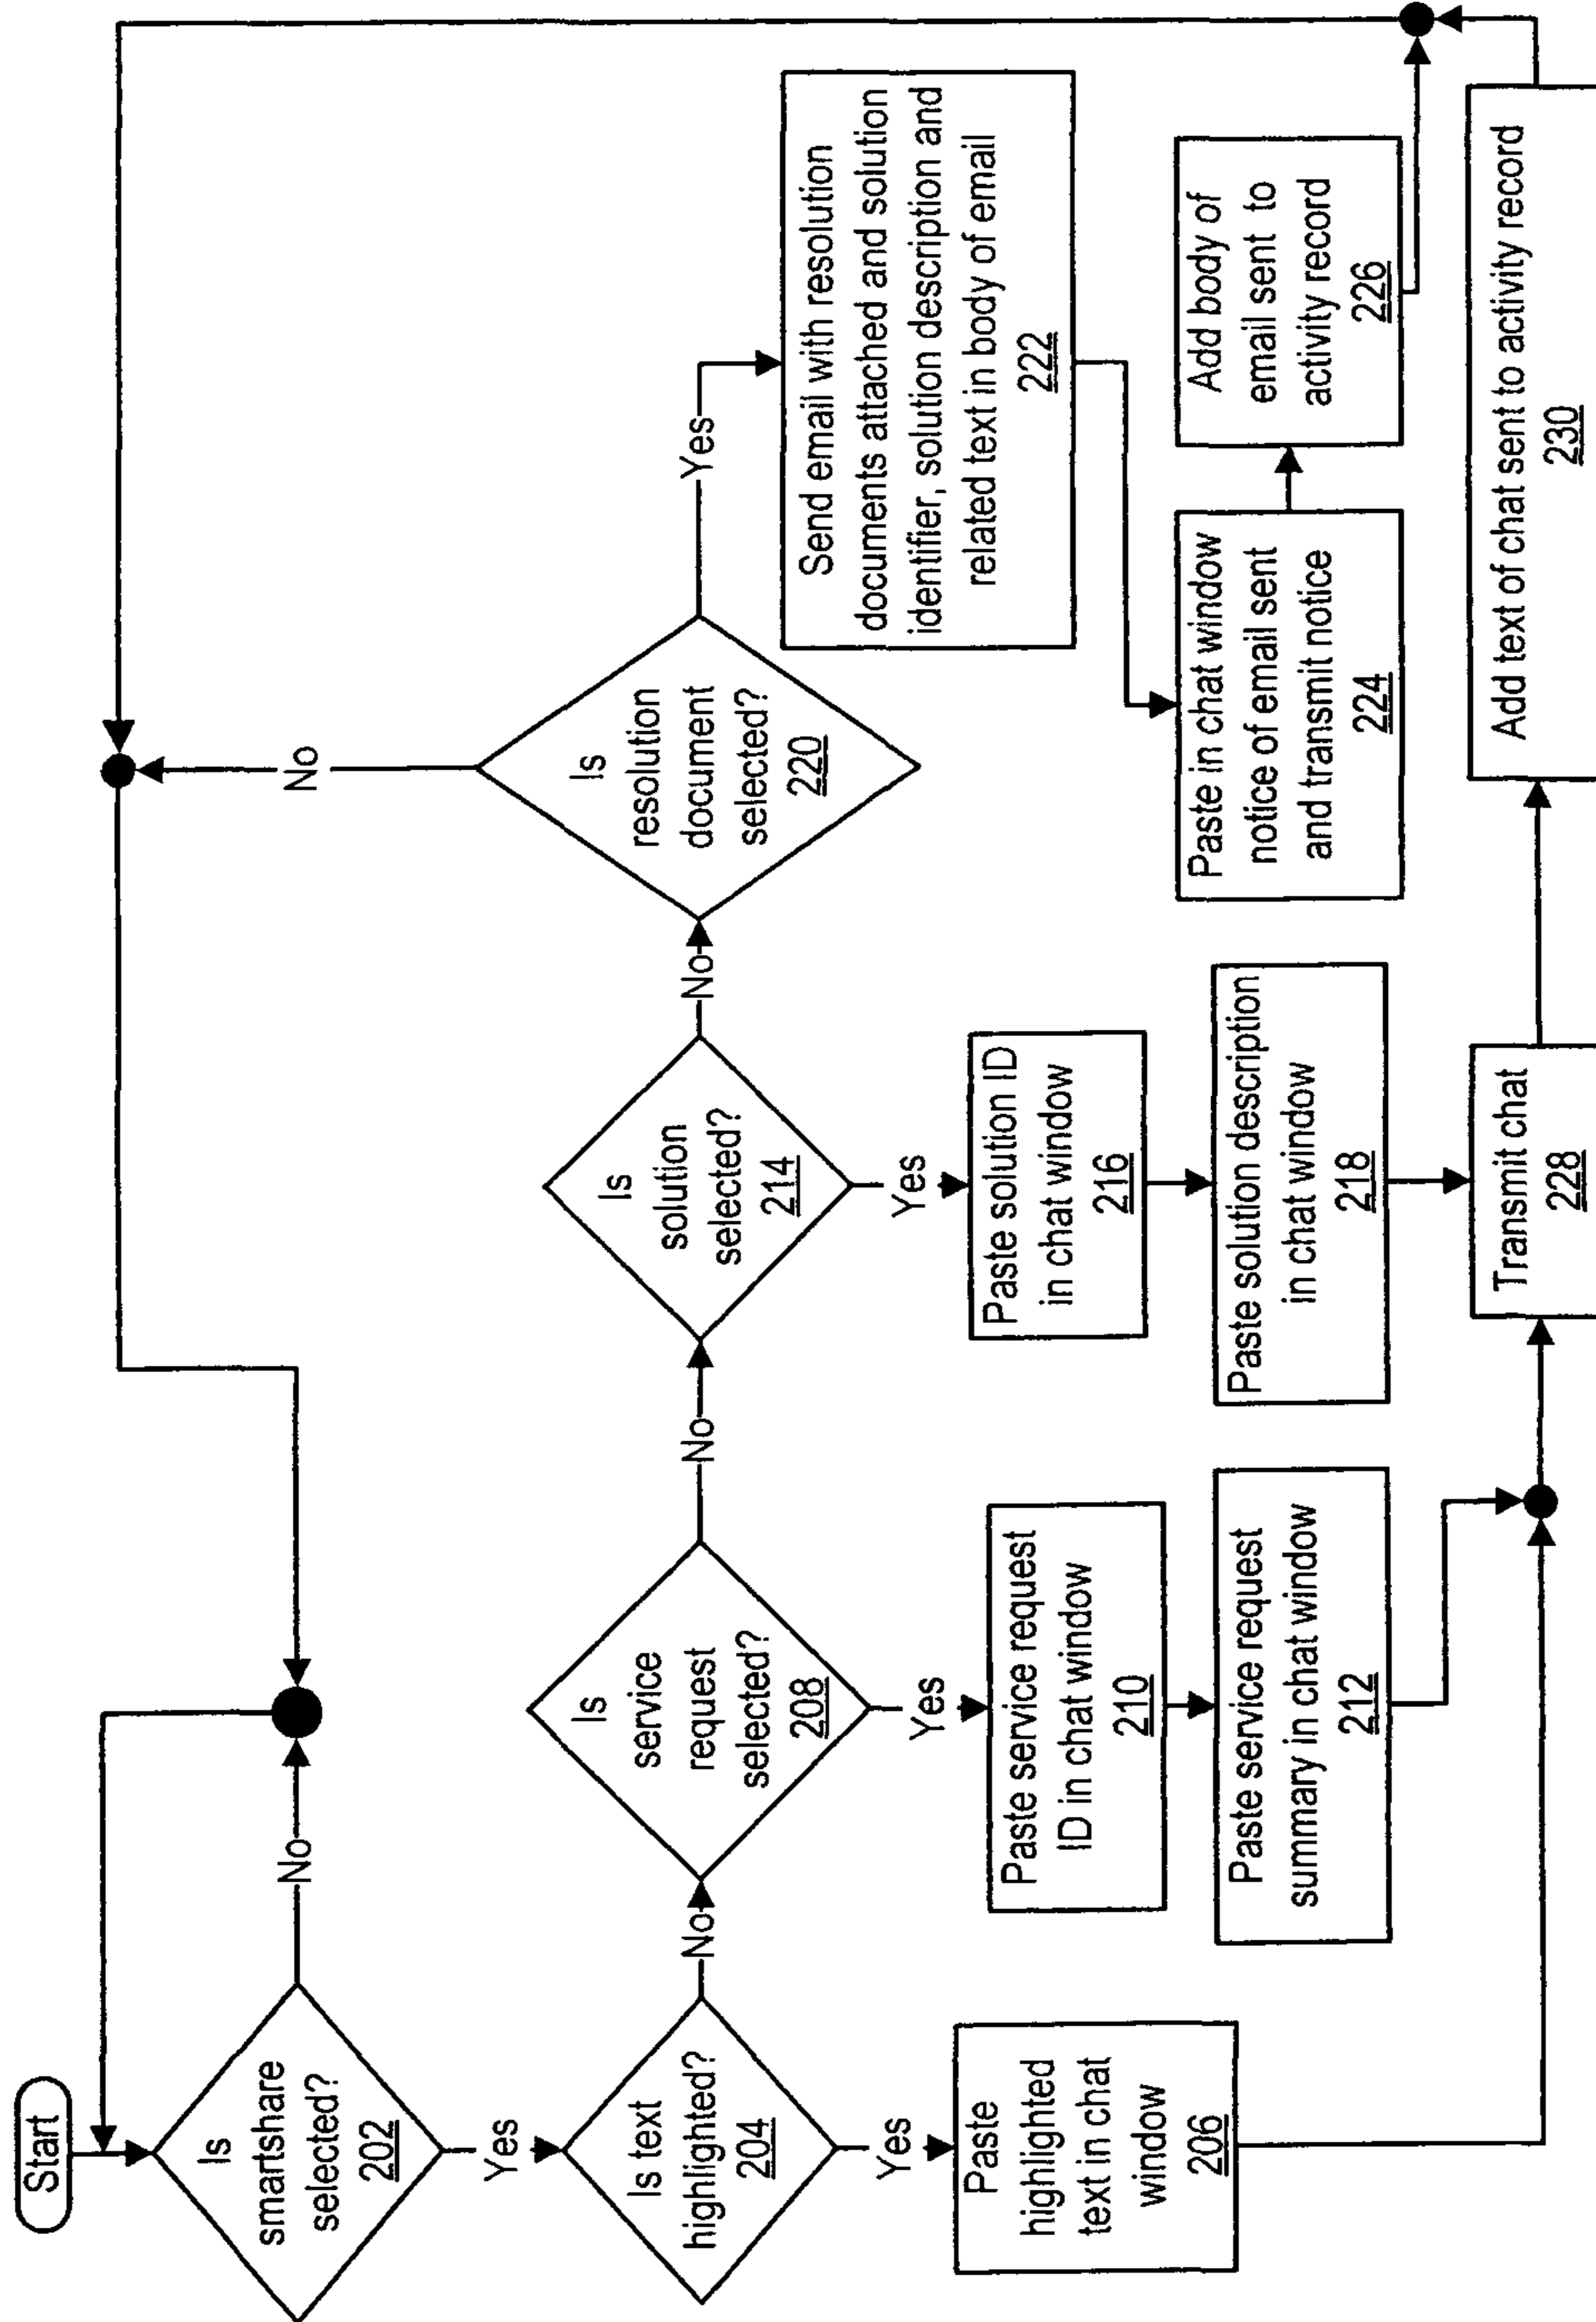 Start
Is
smartshare
selected?
202
No
Yes
Is text
highlighted?
204
No
Yes
Paste
highlighted
text in chat
window
206
Is
service
request
selected?
208
No
Yes
Paste service request
ID in chat window
210
Paste service request
summary in chat window
212
Is
solution
selected?
214
No
Yes
Paste solution ID
in chat window
216
Paste solution description
in chat window
218
Is
resolution
document
selected?
220
No
Yes
Send email with resolution
documents attached and solution
identifier, solution description and
related text in body of email
222
Paste in chat window
notice of email sent
and transmit notice
224
Add body of
email sent to
activity record
226
Transmit chat
228
Add text of chat sent to activity record
230